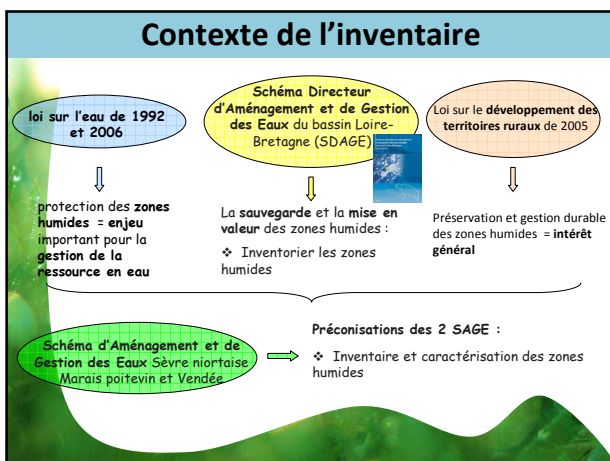 Contexte de l'inventaire
loi sur l'eau de 1992
et 2006
Schéma Directeur
d'Aménagement et de Gestion
des Eaux du bassin Loire-
Bretagne (SDAGE)
Loi sur le développement des
territoires ruraux de 2005
protection des zones
humides = enjeu
important pour la
gestion de la
ressource en eau
La sauvegarde et la mise en
valeur des zones humides :
❖ Inventorier les zones
humides
Préservation et gestion durable
des zones humides = intérêt
général
Schéma d'Aménagement et de
Gestion des Eaux Sèvre niortaise
Marais poitevin et Vendée
Préconisations des 2 SAGE :
❖ Inventaire et caractérisation des zones
humides